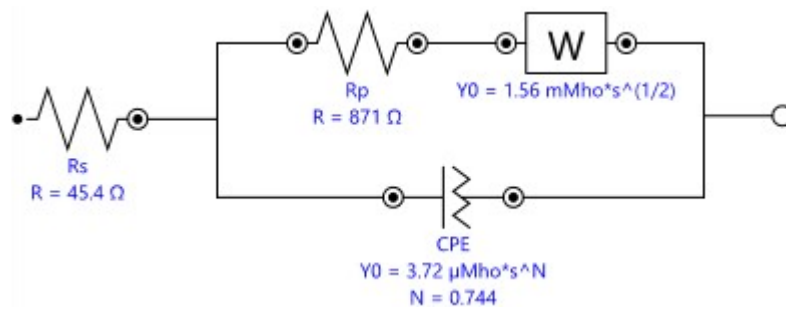 W
Rp
R = 871 Ω
Y0 = 1.56 mMho*s^(1/2)
Rs
R = 45.4 Ω
CPE
Y0 = 3.72 μMho*s^N
N = 0.744